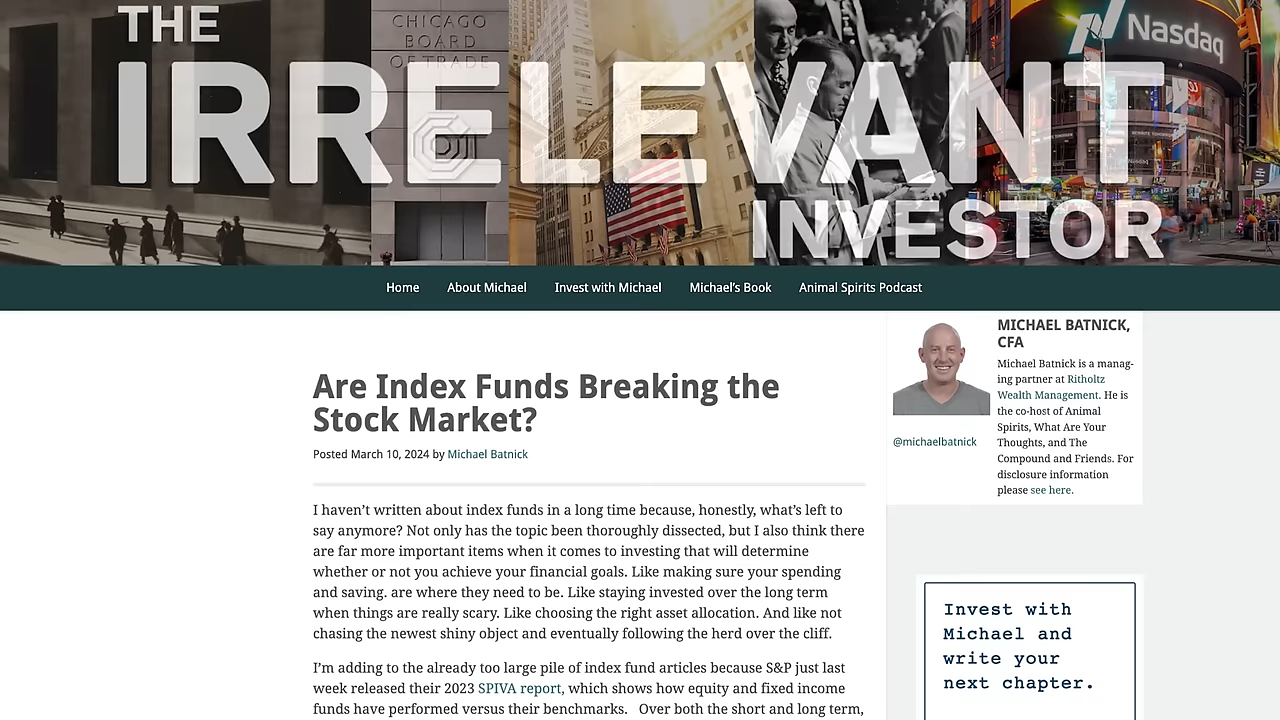 THE
IRRELEVANT
INVESTOR
CHICAGO
BOARD
OF TRADE
Nasdaq
Home
About Michael
Invest with Michael
Michael's Book
Animal Spirits Podcast
Are Index Funds Breaking the
Stock Market?
Posted March 10, 2024 by Michael Batnick
I haven't written about index funds in a long time because, honestly, what's left to
say anymore? Not only has the topic been thoroughly dissected, but I also think there
are far more important items when it comes to investing that will determine
whether or not you achieve your financial goals. Like making sure your spending
and saving. are where they need to be. Like staying invested over the long term
when things are really scary. Like choosing the right asset allocation. And like not
chasing the newest shiny object and eventually following the herd over the cliff.
I'm adding to the already too large pile of index fund articles because S&P just last
week released their 2023 SPIVA report, which shows how equity and fixed income
funds have performed versus their benchmarks.   Over both the short and long term,
MICHAEL BATNICK,
CFA
Michael Batnick is a manag-
ing partner at Ritholtz
Wealth Management. He is
the co-host of Animal
Spirits, What Are Your
Thoughts, and The
Compound and Friends. For
disclosure information
please see here.
@michaelbatnick
Invest with
Michael and
write your
next chapter.